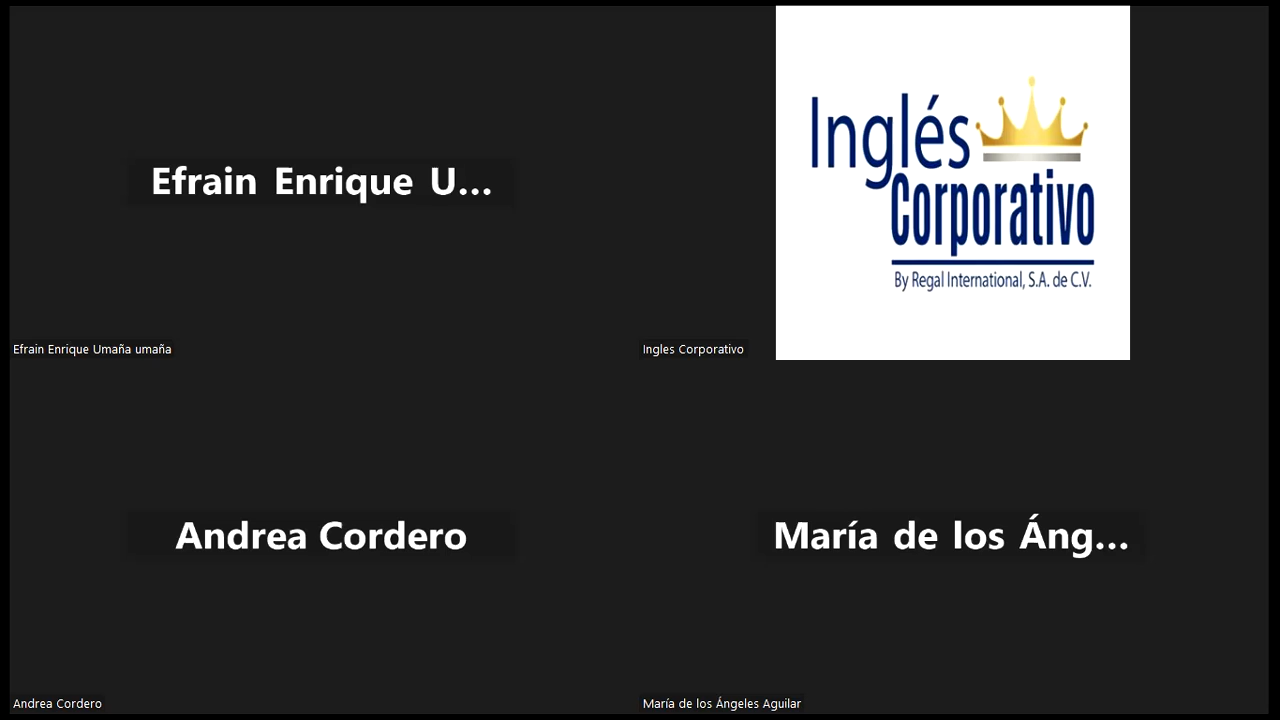 Efrain Enrique U...
Efrain Enrique Umaña umaña
Inglés
Corporativo
By Regal International, S.A. de C.V.
Ingles Corporativo
Andrea Cordero
Andrea Cordero
María de los Áng...
María de los Ángeles Aguilar